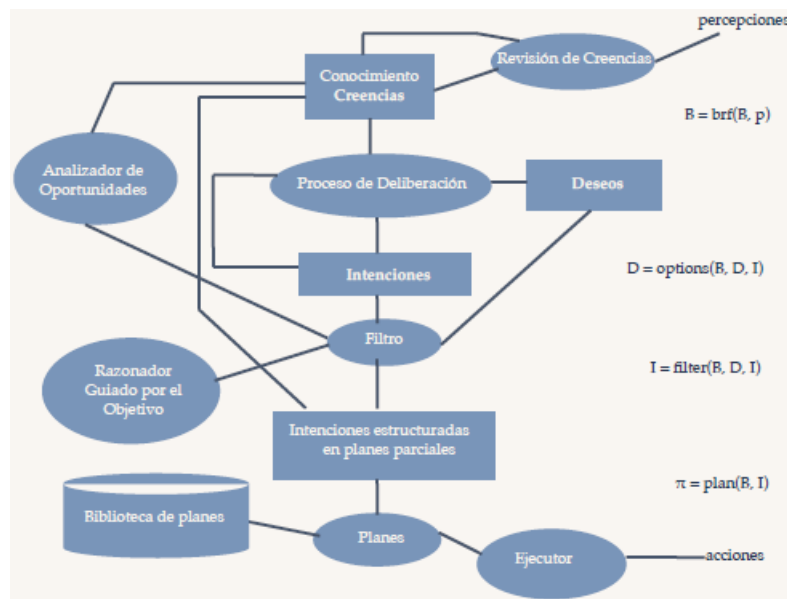 percepciones
Revisión de Creencias
Conocimiento
Creencias
B = brf(B, p)
Analizador de
Oportunidades
Proceso de Deliberación
Deseos
Intenciones
D = options(B, D, I)
Filtro
Razonador
Guiado por el
Objetivo
I = filter(B, D, I)
Intenciones estructuradas
en planes parciales
π = plan(B, I)
Biblioteca de planes
Planes
Ejecutor
acciones